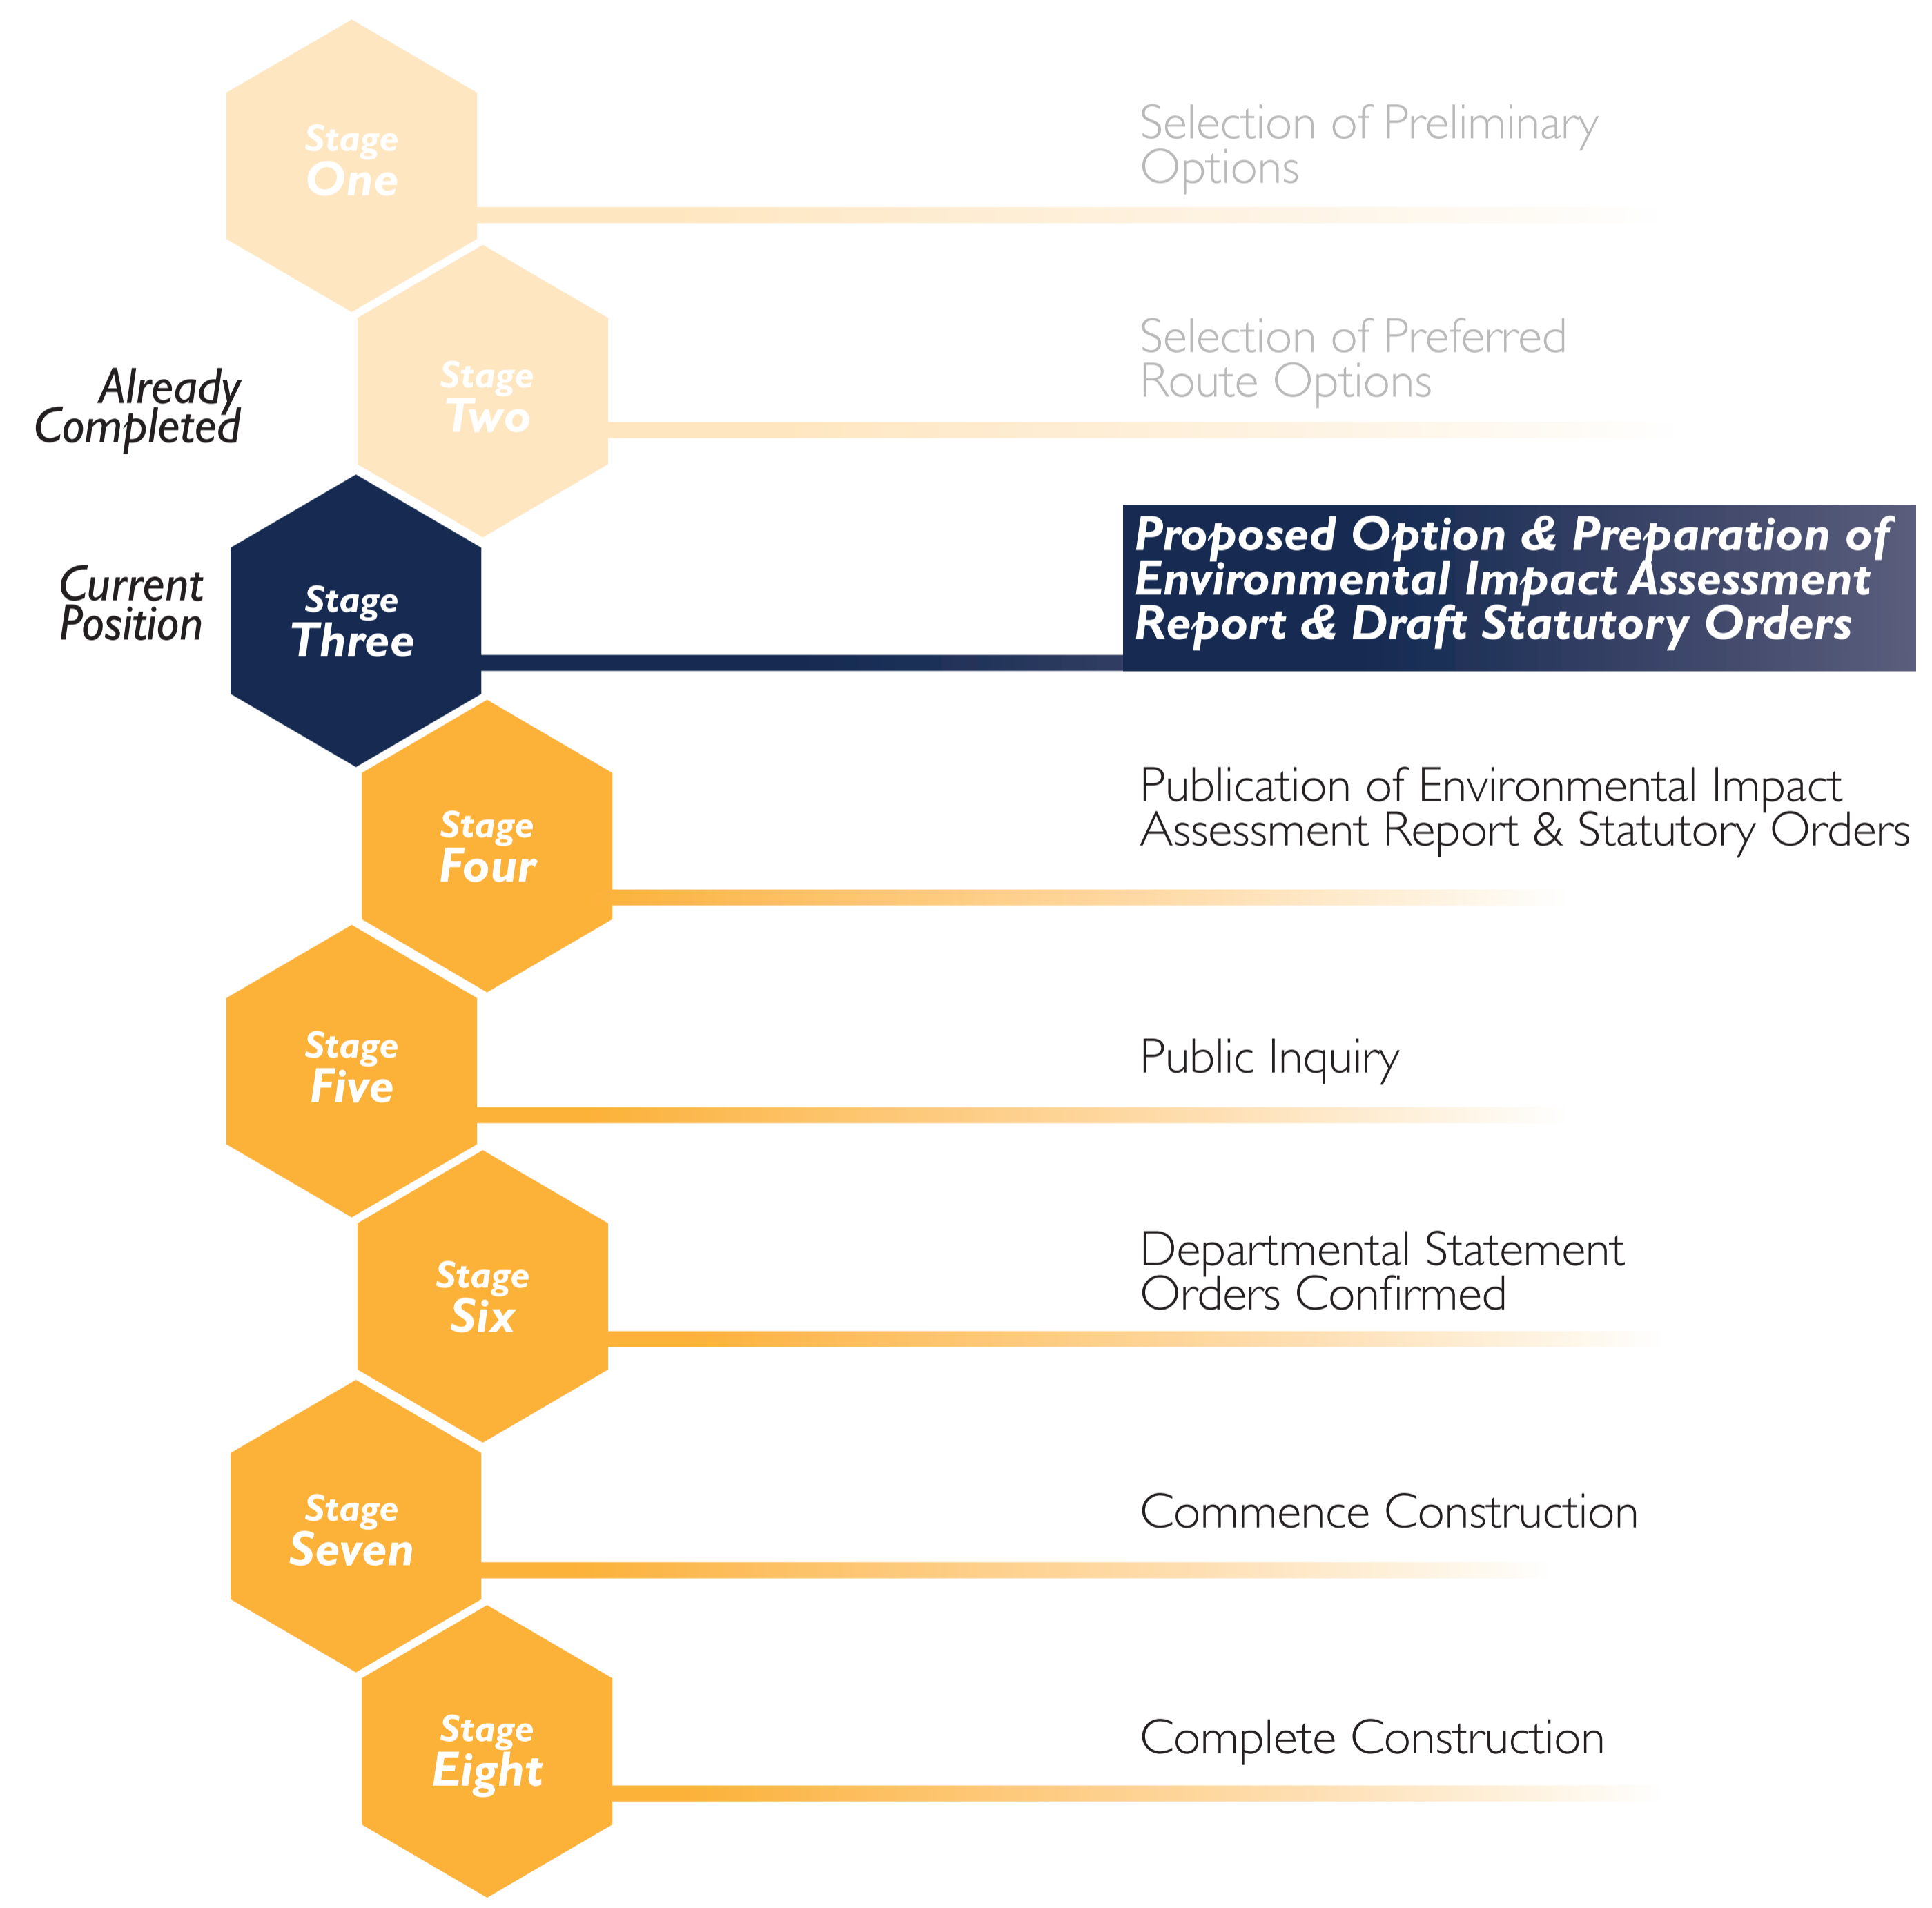 Stage
One
Selection of Preliminary
Options
Stage
Two
Selection of Preferred
Route Options
Already
Completed
Current
Position
Stage
Three
Proposed Option & Preparation of
Environmental Impact Assessment
Report & Draft Statutory Orders
Stage
Four
Publication of Environmental Impact
Assessment Report & Statutory Orders
Stage
Five
Public Inquiry
Stage
Six
Departmental Statement
Orders Confirmed
Stage
Seven
Commence Construction
Stage
Eight
Complete Construction